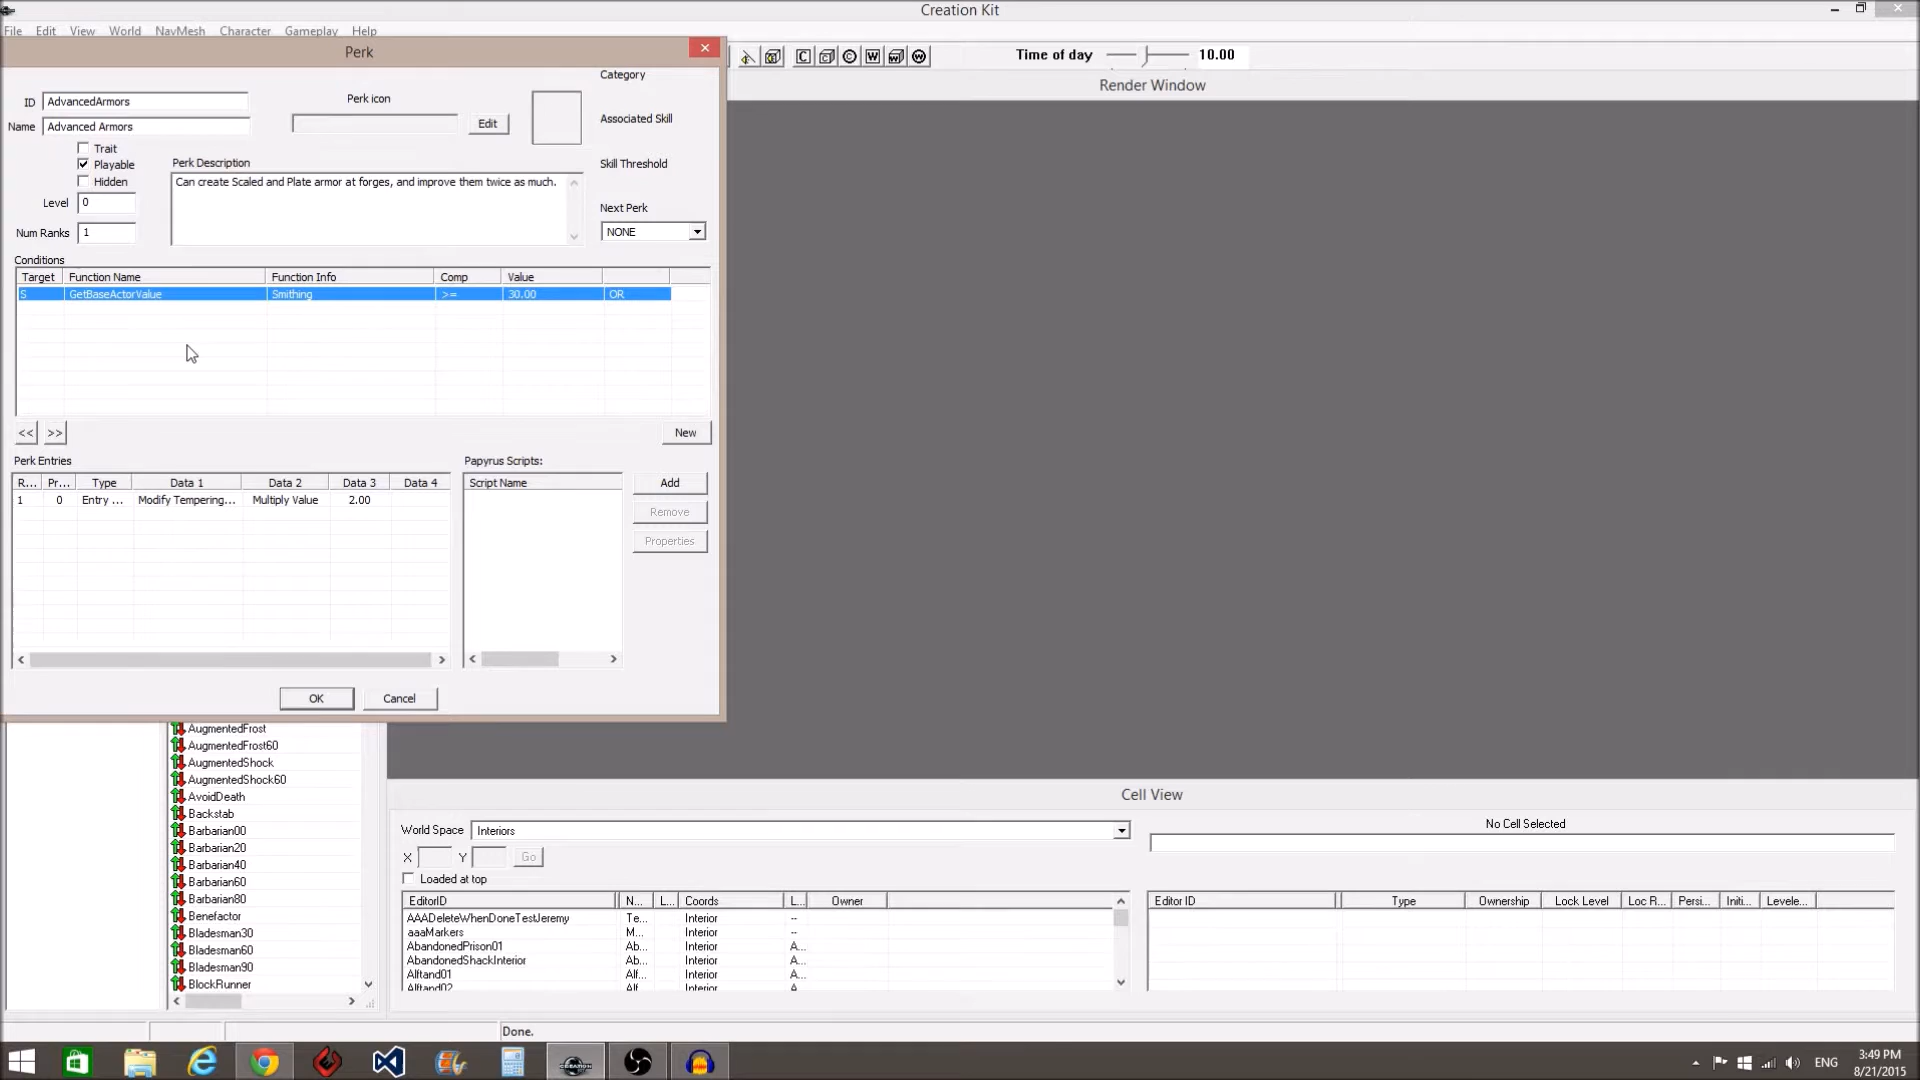 Creation Kit
File Edit View World NavMesh Character Gameplay Help
Perk
Time of day 10.00
Render Window
Category
ID AdvancedArmors
Perk icon
Edit
Associated Skill
Name Advanced Armors
Trait
Playable
Hidden
Perk Description
Can create Scaled and Plate armor at forges, and improve them twice as much.
Skill Threshold
Level 0
Next Perk
NONE
Num Ranks 1
Conditions
Target Function Name Function Info Comp Value
S GetBaseActorValue Smithing >= 30.00 OR
<< >> New
Perk Entries
Papyrus Scripts:
R... Pr... Type Data 1 Data 2 Data 3 Data 4
1 0 Entry ... Modify Tempering... Multiply Value 2.00
Script Name
Add
Remove
Properties
OK Cancel
AugmentedFrost
AugmentedFrost60
AugmentedShock
AugmentedShock60
AvoidDeath
Backstab
Barbarian00
Barbarian20
Barbarian40
Barbarian60
Barbarian80
Benefactor
Bladesman30
Bladesman60
Bladesman90
BlockRunner
Cell View
World Space Interiors
No Cell Selected
X Y Go
Loaded at top
EditorID N... L... Coords L... Owner
AAADeleteWhenDoneTestJeremy Te... Interior --
aaaMarkers M... Interior --
AbandonedPrison01 Ab... Interior A...
AbandonedShackInterior Ab... Interior A...
Alftand01 Alf... Interior A...
Alftand02 Alf Interior A
Editor ID Type Ownership Lock Level Loc R... Persi... Initi... Levele...
Done.
CREATION
ENG
3:49 PM
8/21/2015